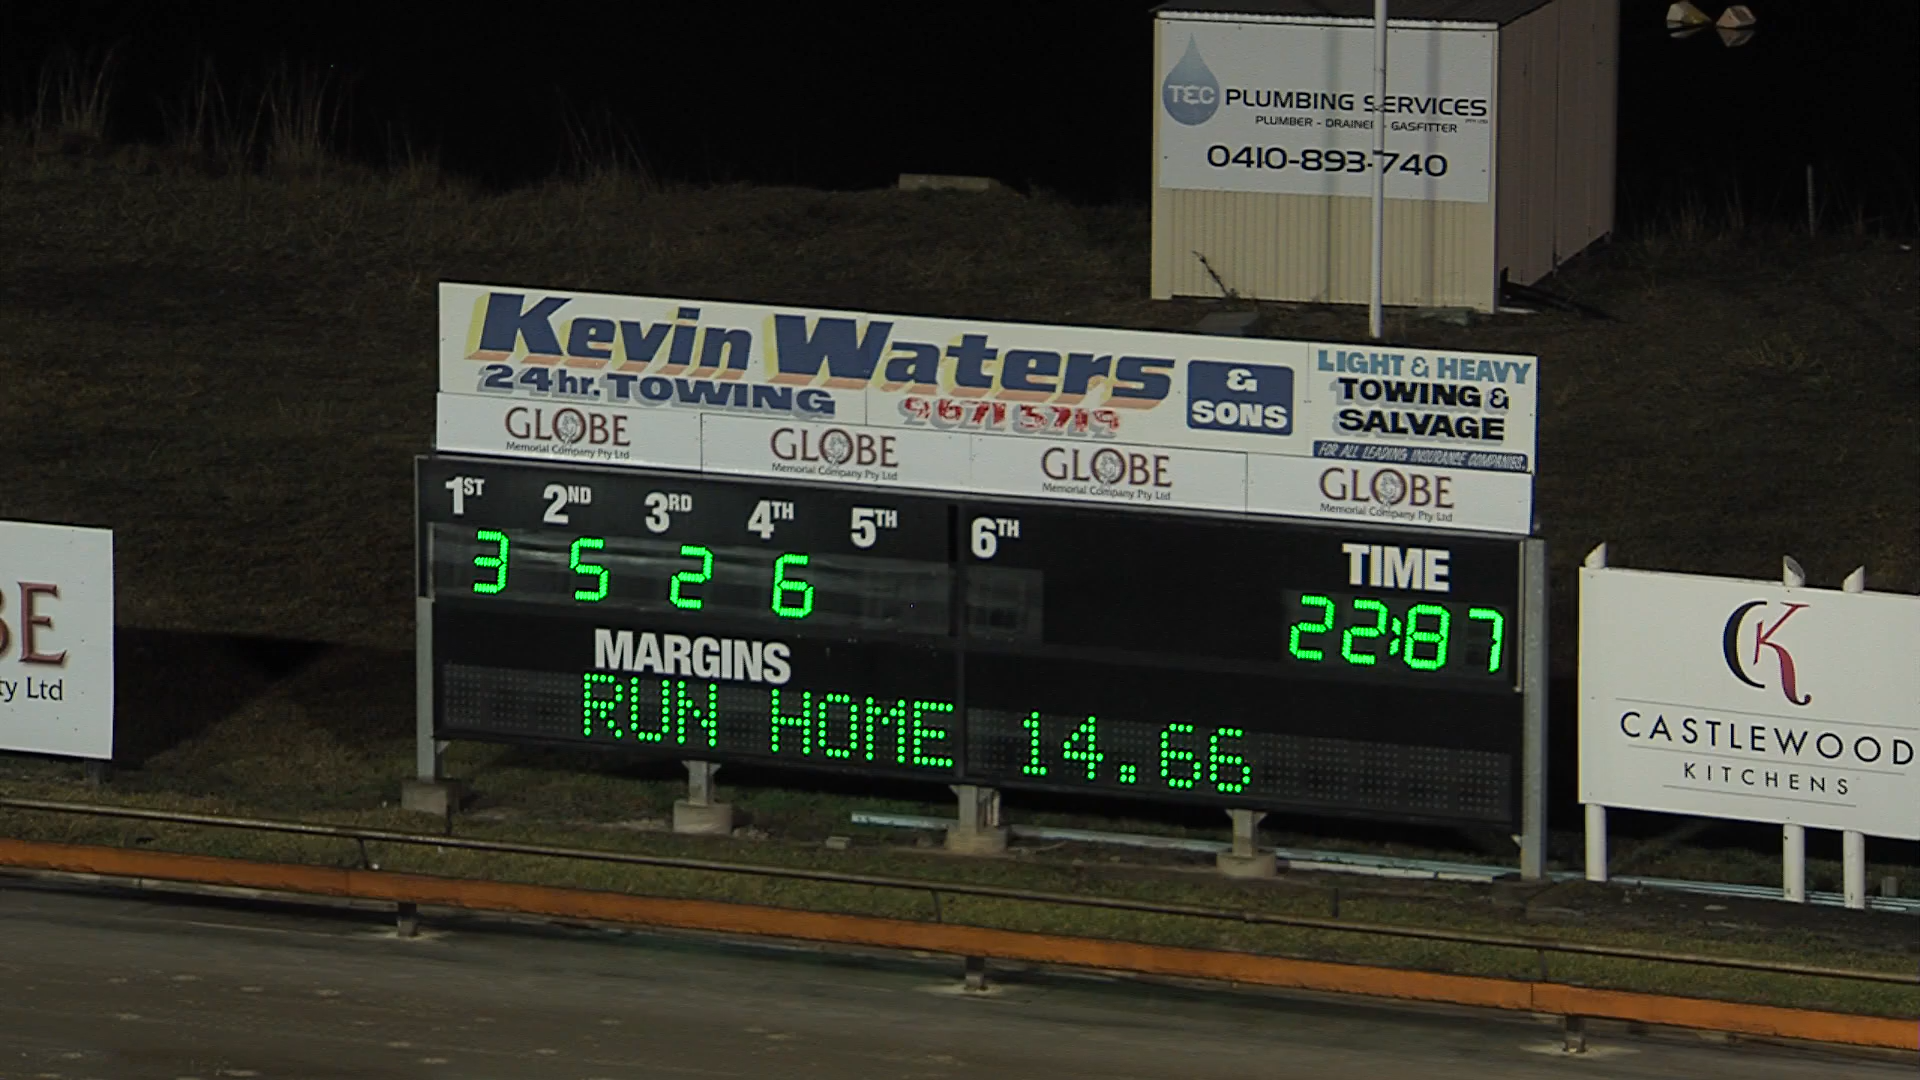 TEC PLUMBING SERVICES
PLUMBER - DRAINER - GASFITTER
0410-893-740
Kevin Waters & SONS
24hr. TOWING 9671 5719
LIGHT & HEAVY
TOWING &
SALVAGE
FOR ALL LEADING INSURANCE COMPANIES.
GLOBE
Memorial Company Pty Ltd
GLOBE
Memorial Company Pty Ltd
GLOBE
Memorial Company Pty Ltd
GLOBE
Memorial Company Pty Ltd
1ST 2ND 3RD 4TH 5TH 6TH TIME
3 5 2 6 22:87
MARGINS
RUN HOME 14.66
BE
ty Ltd
CK
CASTLEWOOD
KITCHENS